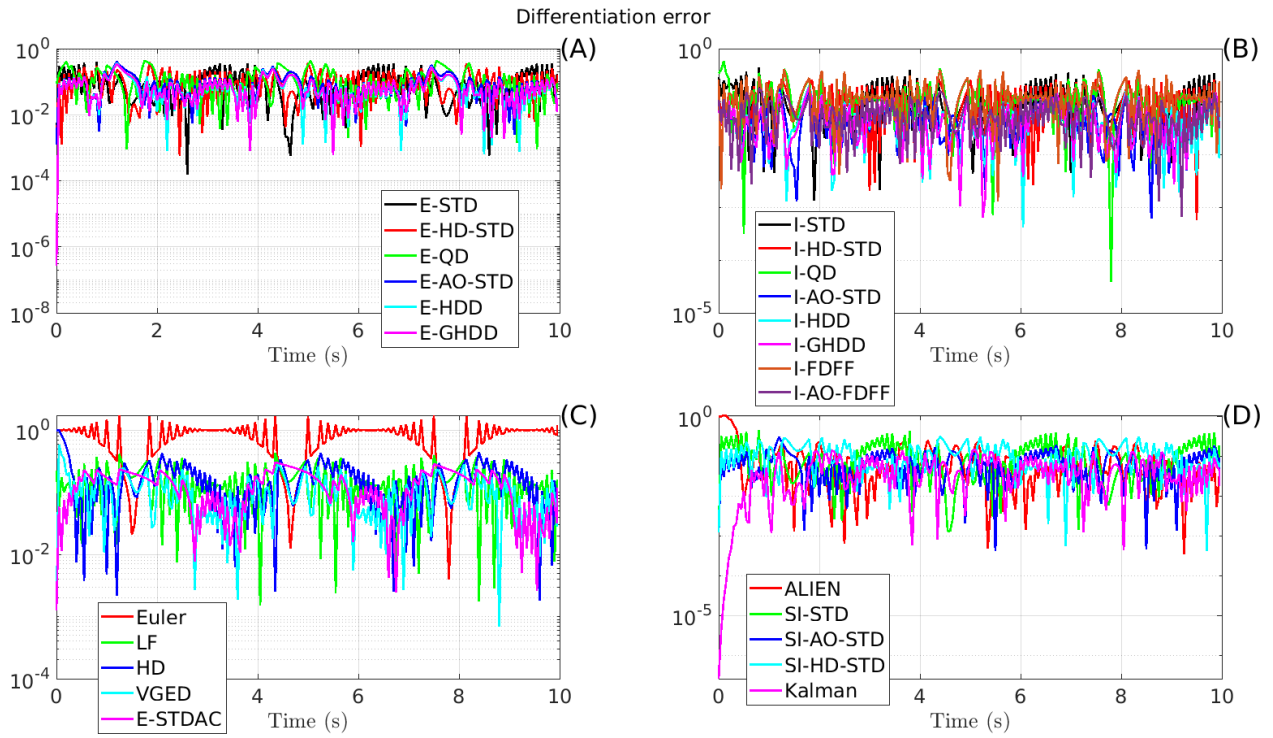 Differentiation error
(A)
10^0
10^-2
10^-4
10^-6
10^-8
E-STD
E-HD-STD
E-QD
E-AO-STD
E-HDD
E-GHDD
0 2 4 6 8 10
Time (s)
(B)
10^0
10^-5
I-STD
I-HD-STD
I-QD
I-AO-STD
I-HDD
I-GHDD
I-FDFF
I-AO-FDFF
0 2 4 6 8 10
Time (s)
(C)
10^0
10^-2
10^-4
Euler
LF
HD
VGED
E-STDAC
0 2 4 6 8 10
Time (s)
(D)
10^0
10^-5
ALIEN
SI-STD
SI-AO-STD
SI-HD-STD
Kalman
0 2 4 6 8 10
Time (s)